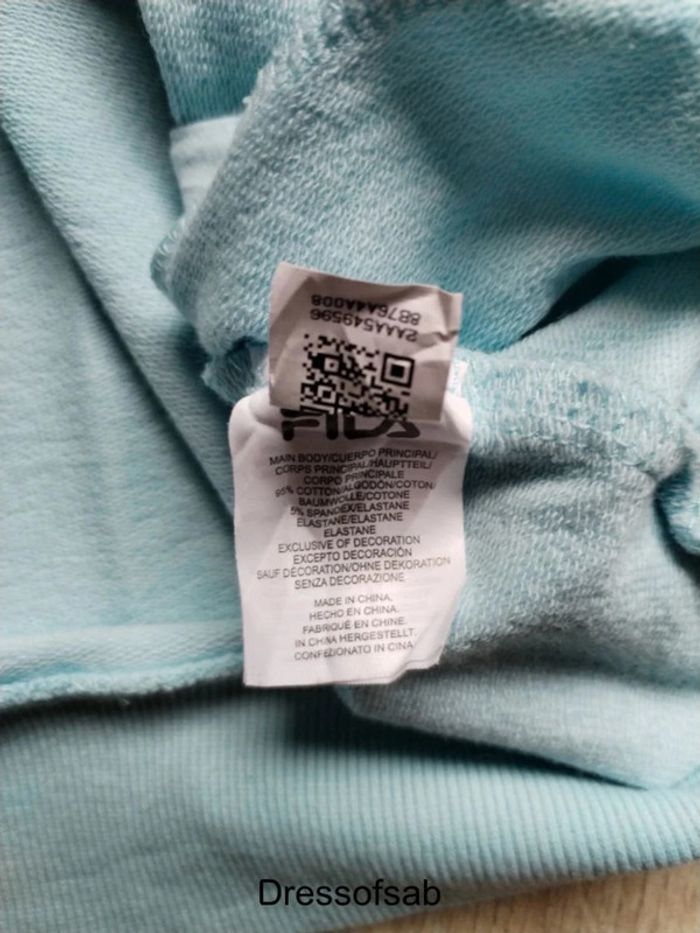 8B76A4A0D8
2AAA549596
FILA
MAIN BODY/CUERPO PRINCIPAL/
CORPS PRINCIPAL/HAUPTTEIL/
CORPO PRINCIPALE
95% COTTON/ALGODÓN/COTON/
BAUMWOLLE/COTONE
5% SPANDEX/ELASTANE
ELASTANE/ELASTANE
ELASTANE
EXCLUSIVE OF DECORATION
EXCEPTO DECORACIÓN
SAUF DÉCORATION/OHNE DEKORATION
SENZA DECORAZIONE
MADE IN CHINA.
HECHO EN CHINA.
FABRIQUÉ EN CHINE.
IN CHINA HERGESTELLT.
CONFEZIONATO IN CINA
Dressofsab